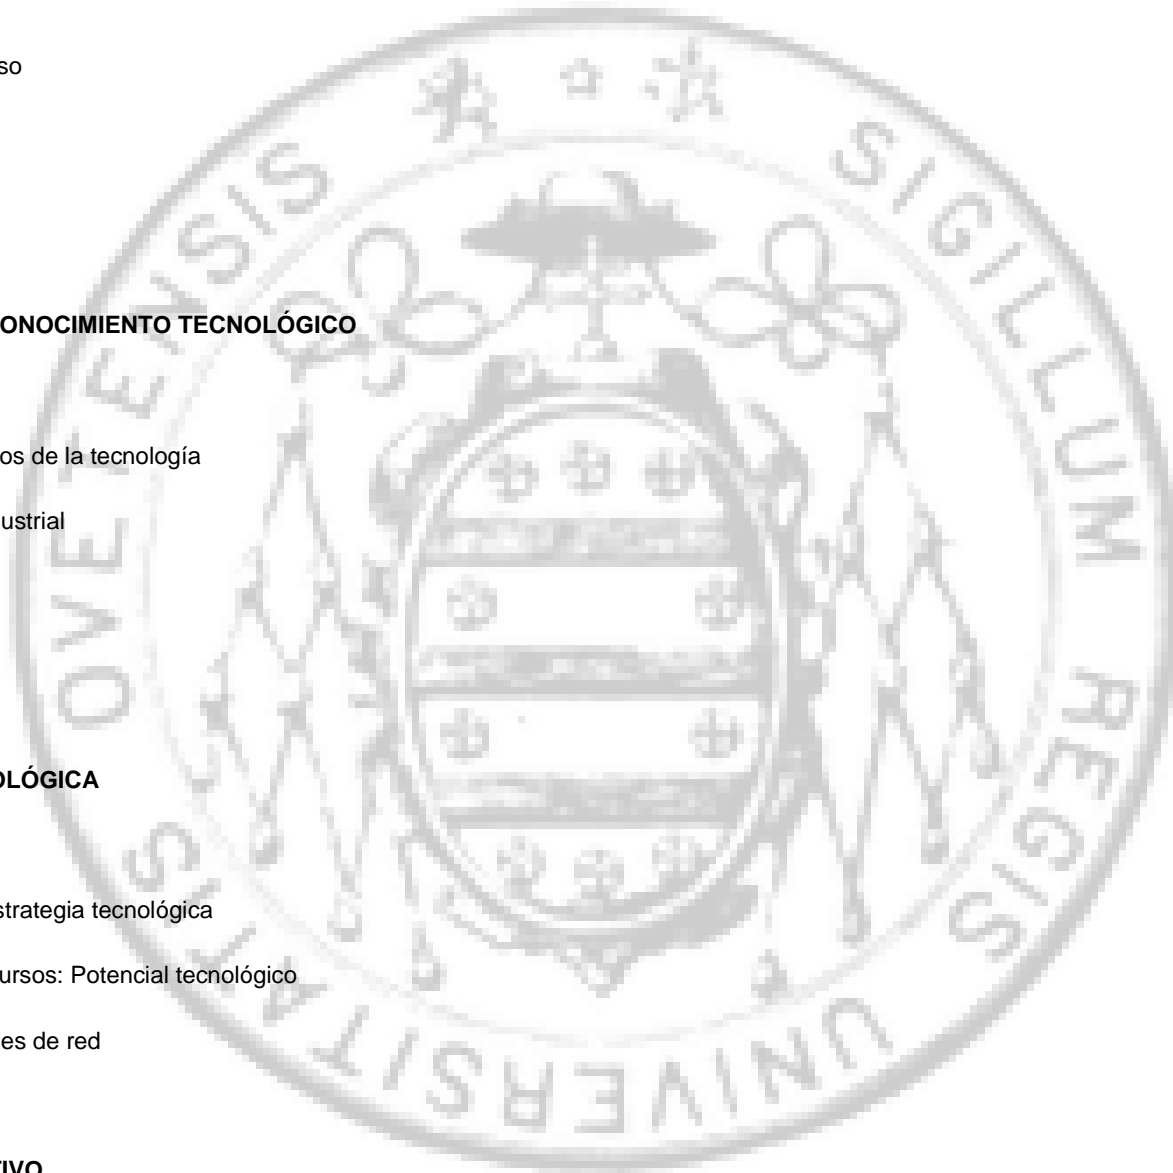 so
ONOCIMIENTO TECNOLÓGICO
os de la tecnología
ustrial
OLÓGICA
strategia tecnológica
ursos: Potencial tecnológico
es de red
TIVO
SIGILLUM REGIS UNIVERSITATIS OVETENSIS